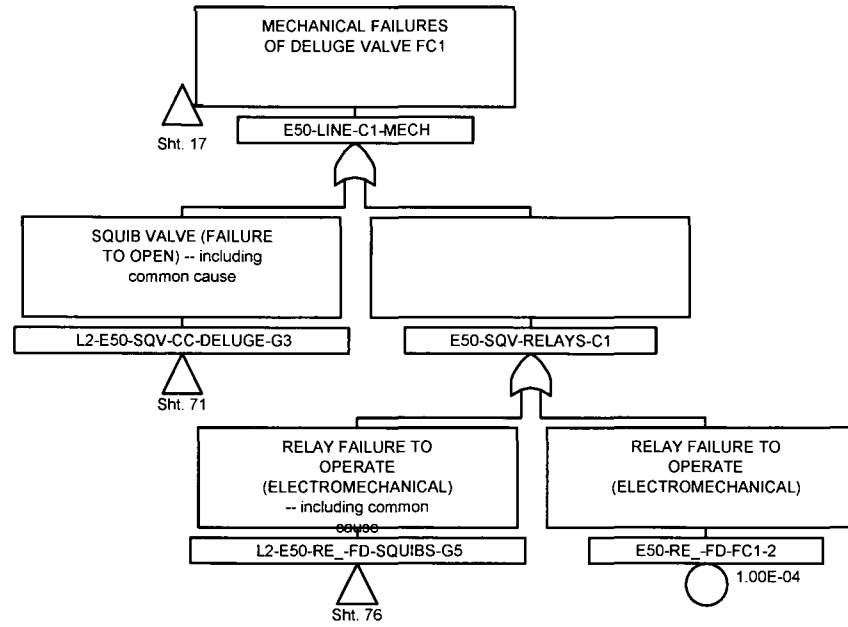 MECHANICAL FAILURES
OF DELUGE VALVE FC1
Sht. 17
E50-LINE-C1-MECH
SQUIB VALVE (FAILURE
TO OPEN) -- including
common cause
L2-E50-SQV-CC-DELUGE-G3
E50-SQV-RELAYS-C1
Sht. 71
RELAY FAILURE TO
OPERATE
(ELECTROMECHANICAL)
-- including common
cause
L2-E50-RE_-FD-SQUIBS-G5
RELAY FAILURE TO
OPERATE
(ELECTROMECHANICAL)
E50-RE_-FD-FC1-2
1.00E-04
Sht. 76